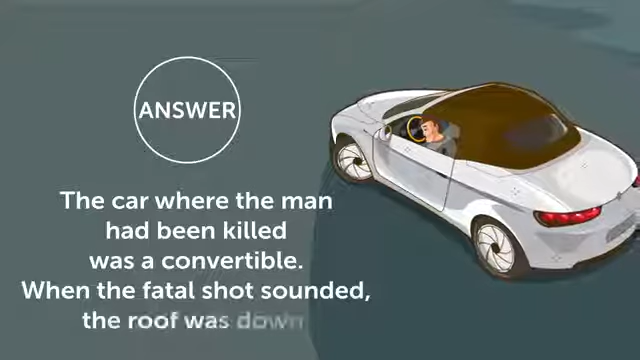 ANSWER
The car where the man
had been killed
was a convertible.
When the fatal shot sounded,
the roof was down